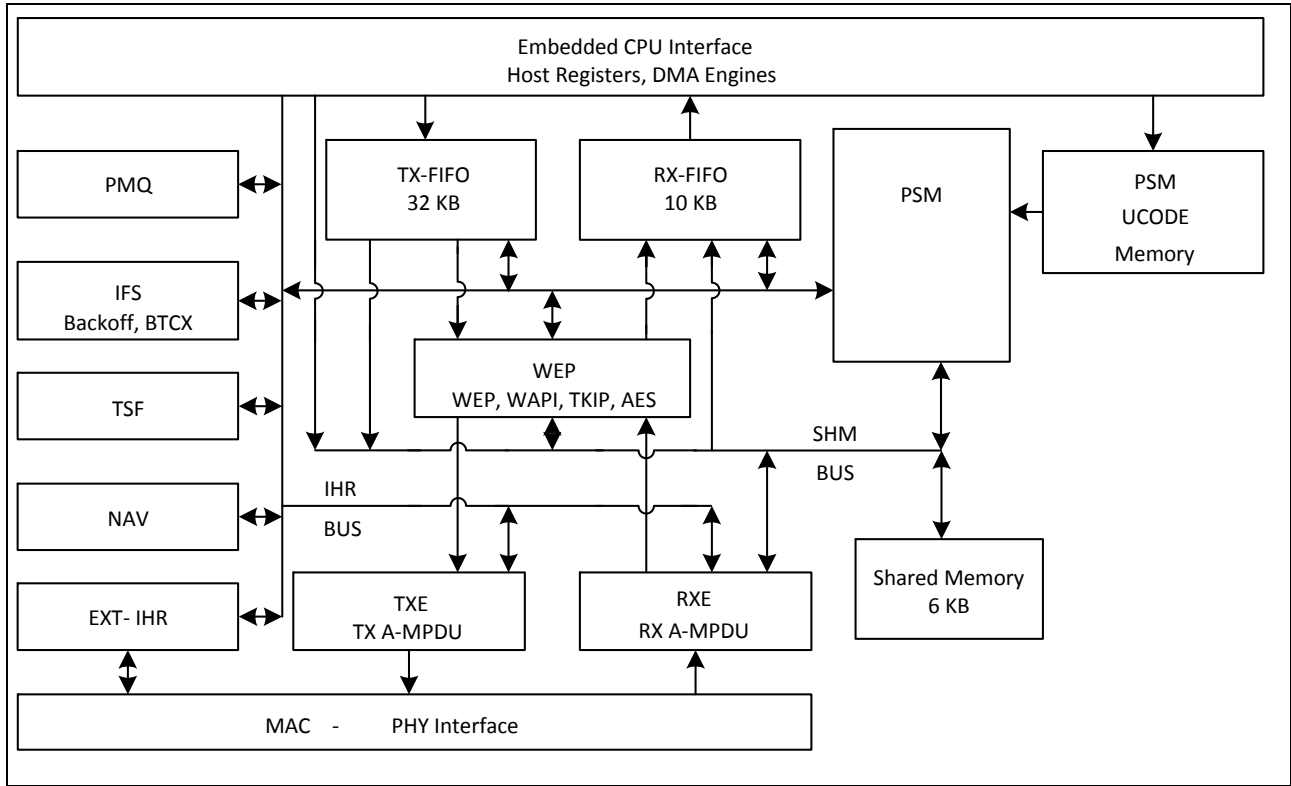 Embedded CPU Interface
Host Registers, DMA Engines
PMQ
TX-FIFO
32 KB
RX-FIFO
10 KB
PSM
PSM
UCODE
Memory
IFS
Backoff, BTCX
WEP
WEP, WAPI, TKIP, AES
TSF
SHM
BUS
IHR
BUS
NAV
Shared Memory
6 KB
EXT- IHR
TXE
TX A-MPDU
RXE
RX A-MPDU
MAC - PHY Interface